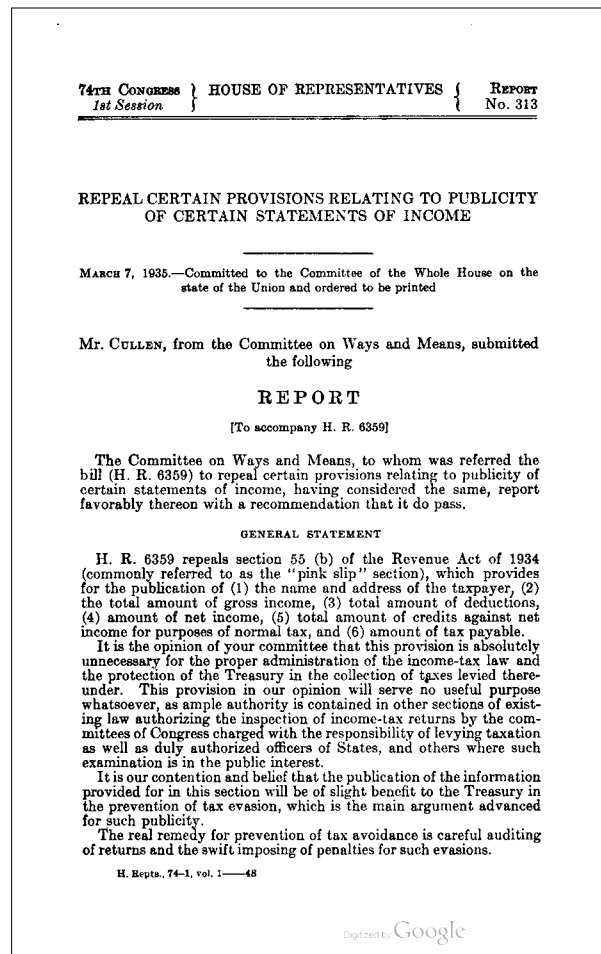 74TH CONGRESS } HOUSE OF REPRESENTATIVES { REPORT
1st Session } { No. 313
REPEAL CERTAIN PROVISIONS RELATING TO PUBLICITY
OF CERTAIN STATEMENTS OF INCOME
MARCH 7, 1935.—Committed to the Committee of the Whole House on the
state of the Union and ordered to be printed
Mr. CULLEN, from the Committee on Ways and Means, submitted
the following
REPORT
[To accompany H. R. 6359]
The Committee on Ways and Means, to whom was referred the
bill (H. R. 6359) to repeal certain provisions relating to publicity of
certain statements of income, having considered the same, report
favorably thereon with a recommendation that it do pass.
GENERAL STATEMENT
H. R. 6359 repeals section 55 (b) of the Revenue Act of 1934
(commonly referred to as the "pink slip" section), which provides
for the publication of (1) the name and address of the taxpayer, (2)
the total amount of gross income, (3) total amount of deductions,
(4) amount of net income, (5) total amount of credits against net
income for purposes of normal tax, and (6) amount of tax payable.
It is the opinion of your committee that this provision is absolutely
unnecessary for the proper administration of the income-tax law and
the protection of the Treasury in the collection of taxes levied there-
under. This provision in our opinion will serve no useful purpose
whatsoever, as ample authority is contained in other sections of exist-
ing law authorizing the inspection of income-tax returns by the com-
mittees of Congress charged with the responsibility of levying taxation
as well as duly authorized officers of States, and others where such
examination is in the public interest.
It is our contention and belief that the publication of the information
provided for in this section will be of slight benefit to the Treasury in
the prevention of tax evasion, which is the main argument advanced
for such publicity.
The real remedy for prevention of tax avoidance is careful auditing
of returns and the swift imposing of penalties for such evasions.
H. Repts., 74-1, vol. 1——48
Digitized by Google